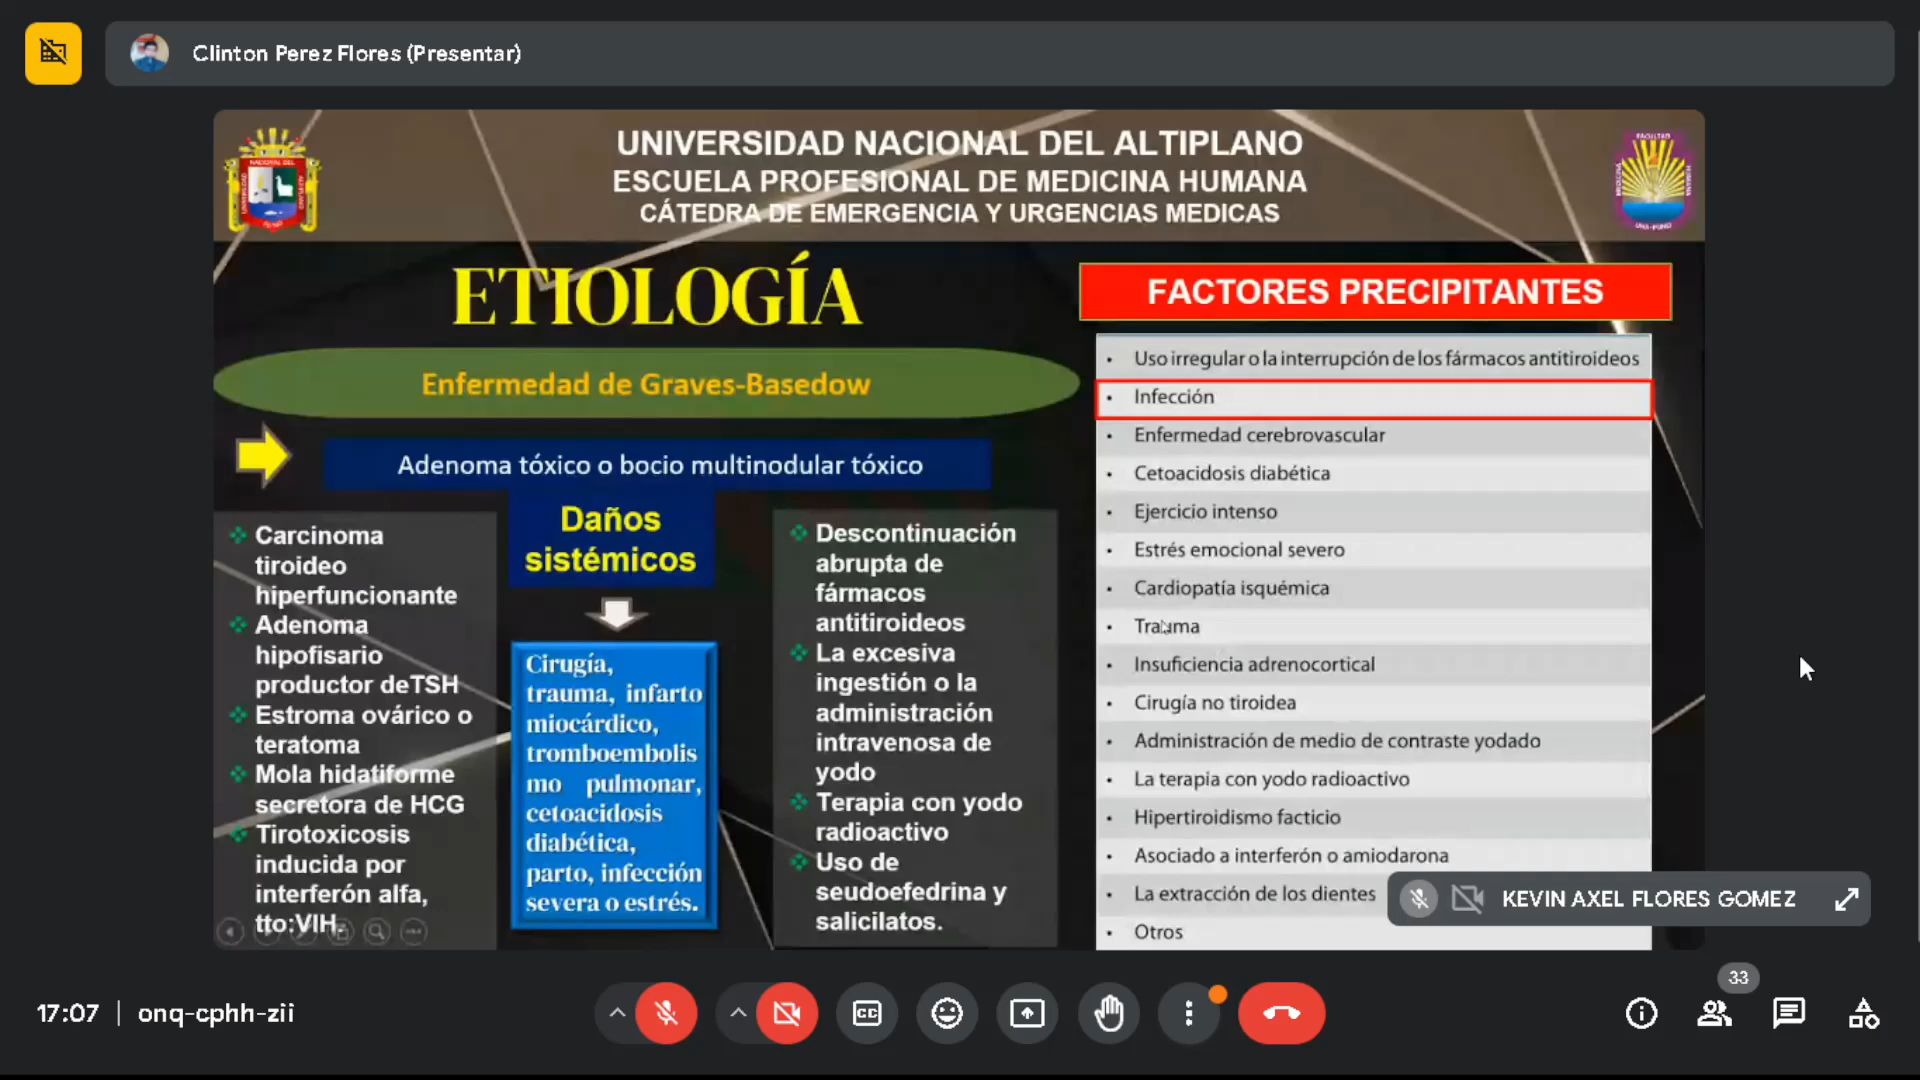 Clinton Perez Flores (Presentar)
UNIVERSIDAD NACIONAL DEL ALTIPLANO
ESCUELA PROFESIONAL DE MEDICINA HUMANA
CÁTEDRA DE EMERGENCIA Y URGENCIAS MEDICAS
ETIOLOGÍA
Enfermedad de Graves-Basedow
Adenoma tóxico o bocio multinodular tóxico
Carcinoma
tiroideo
hiperfuncionante
Adenoma
hipofisario
productor deTSH
Estroma ovárico o
teratoma
Mola hidatiforme
secretora de HCG
Tirotoxicosis
inducida por
interferón alfa,
tto:VIH.
Daños
sistémicos
Cirugía,
trauma, infarto
miocárdico,
tromboembolis
mo pulmonar,
cetoacidosis
diabética,
parto, infección
severa o estrés.
Descontinuación
abrupta de
fármacos
antitiroideos
La excesiva
ingestión o la
administración
intravenosa de
yodo
Terapia con yodo
radioactivo
Uso de
seudoefedrina y
salicilatos.
FACTORES PRECIPITANTES
• Uso irregular o la interrupción de los fármacos antitiroideos
• Infección
• Enfermedad cerebrovascular
• Cetoacidosis diabética
• Ejercicio intenso
• Estrés emocional severo
• Cardiopatía isquémica
• Trauma
• Insuficiencia adrenocortical
• Cirugía no tiroidea
• Administración de medio de contraste yodado
• La terapia con yodo radioactivo
• Hipertiroidismo facticio
• Asociado a interferón o amiodarona
• La extracción de los dientes
• Otros
KEVIN AXEL FLORES GOMEZ
17:07 | onq-cphh-zii
CC
33